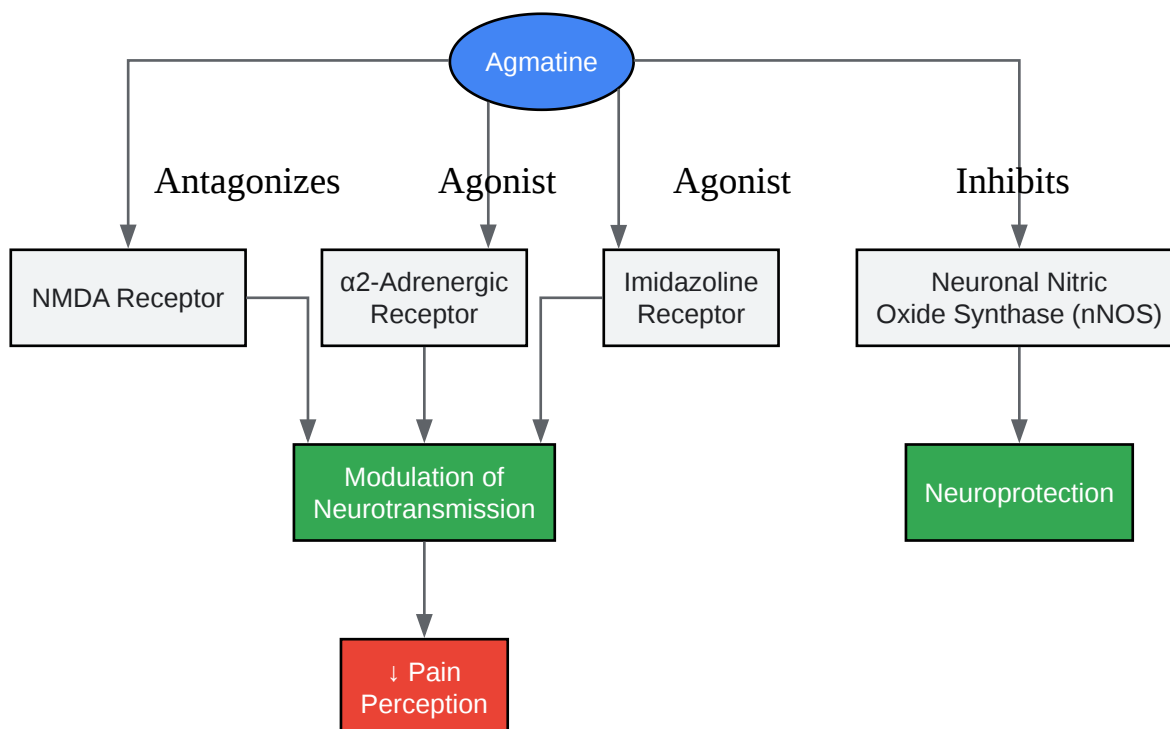 Agmatine
Antagonizes
Agonist
Agonist
Inhibits
NMDA Receptor
α2-Adrenergic
Receptor
Imidazoline
Receptor
Neuronal Nitric
Oxide Synthase (nNOS)
Modulation of
Neurotransmission
Neuroprotection
↓ Pain
Perception